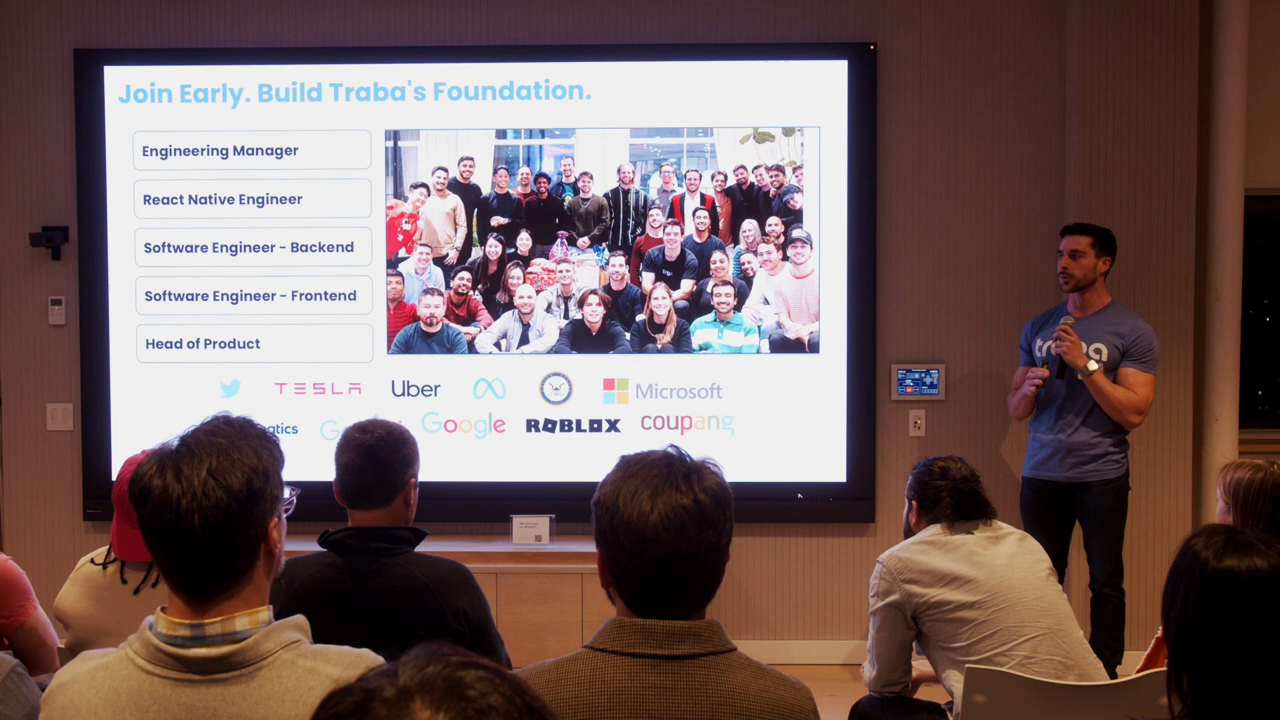 Join Early. Build Traba's Foundation.
Engineering Manager
React Native Engineer
Software Engineer - Backend
Software Engineer - Frontend
Head of Product
TESLA
Uber
Microsoft
Google
ROBLOX
coupang
traba